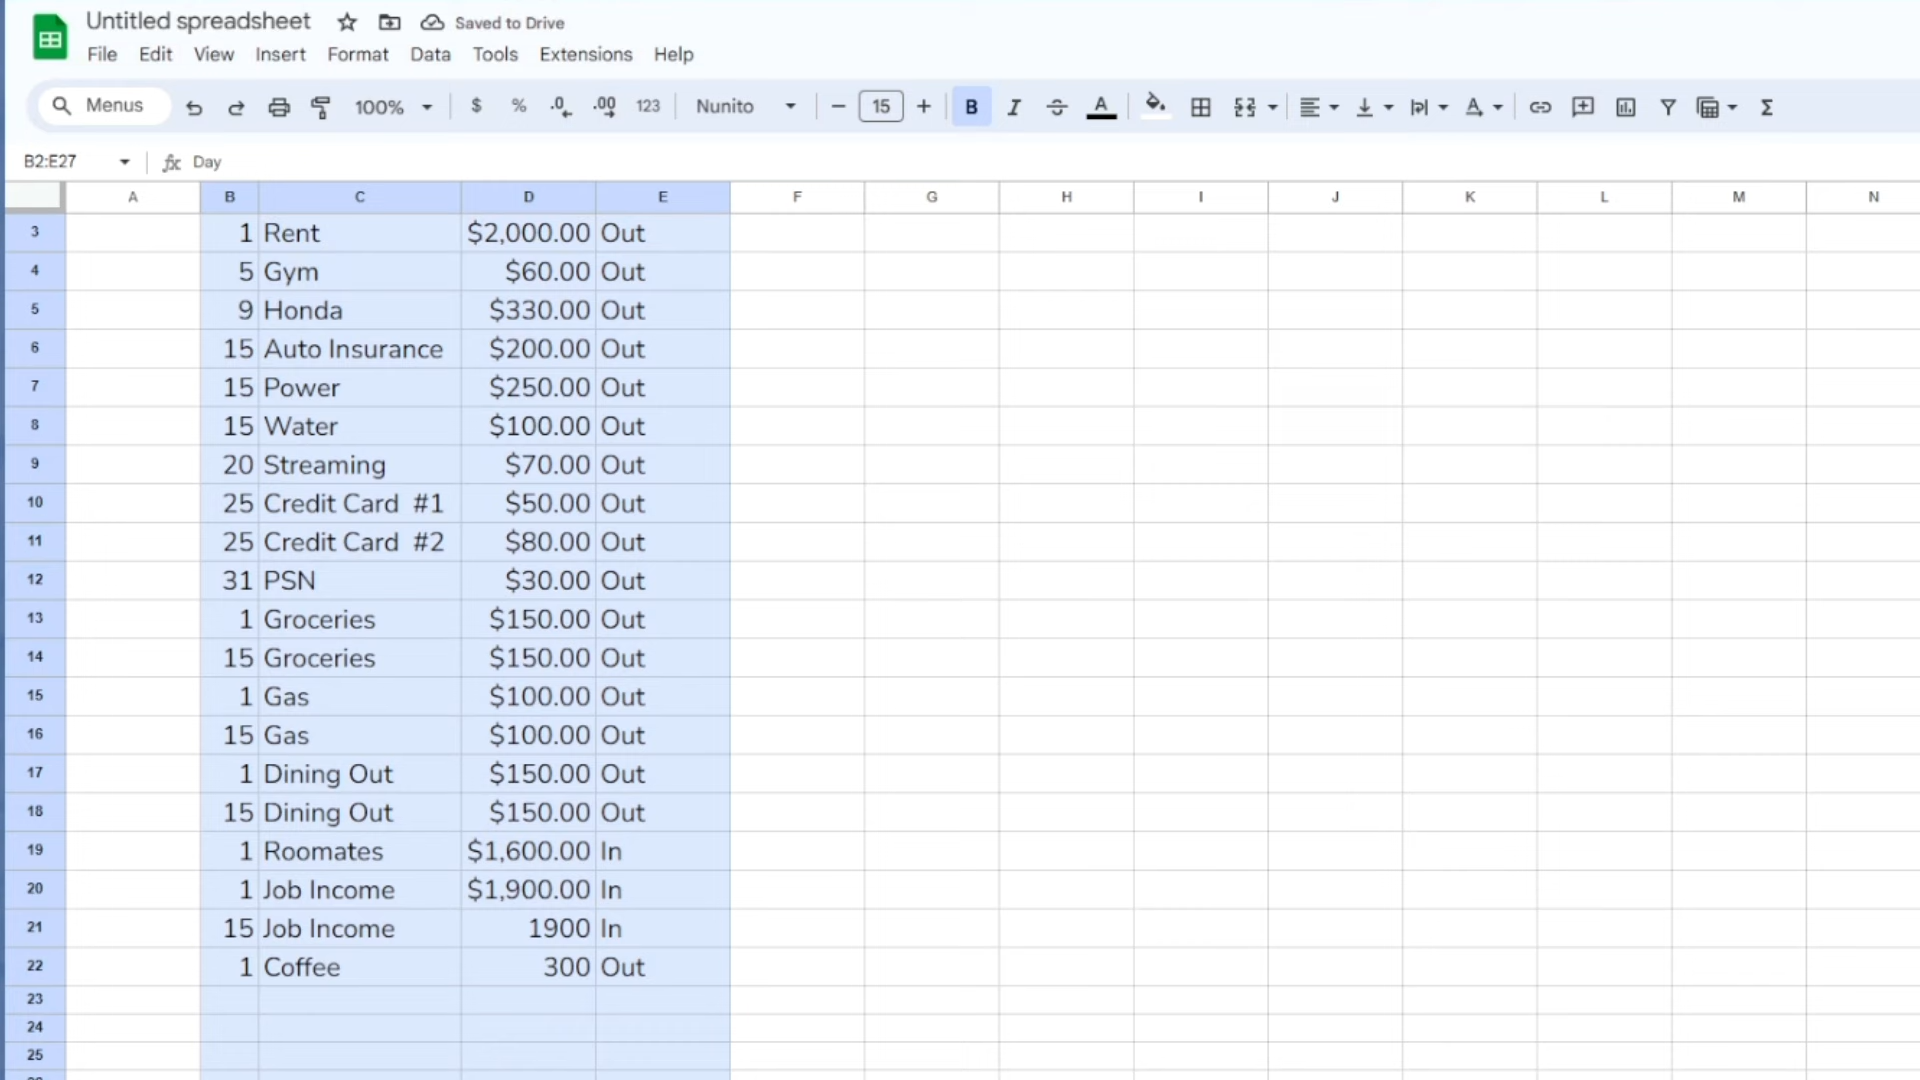 Untitled spreadsheet Saved to Drive
File Edit View Insert Format Data Tools Extensions Help
Menus 100% $ % .0 .00 123 Nunito 15 B I A A Σ
B2:E27 fx Day
A B C D E F G H I J K L M N
3 1 Rent $2,000.00 Out
4 5 Gym $60.00 Out
5 9 Honda $330.00 Out
6 15 Auto Insurance $200.00 Out
7 15 Power $250.00 Out
8 15 Water $100.00 Out
9 20 Streaming $70.00 Out
10 25 Credit Card  #1 $50.00 Out
11 25 Credit Card  #2 $80.00 Out
12 31 PSN $30.00 Out
13 1 Groceries $150.00 Out
14 15 Groceries $150.00 Out
15 1 Gas $100.00 Out
16 15 Gas $100.00 Out
17 1 Dining Out $150.00 Out
18 15 Dining Out $150.00 Out
19 1 Roomates $1,600.00 In
20 1 Job Income $1,900.00 In
21 15 Job Income 1900 In
22 1 Coffee 300 Out
23
24
25